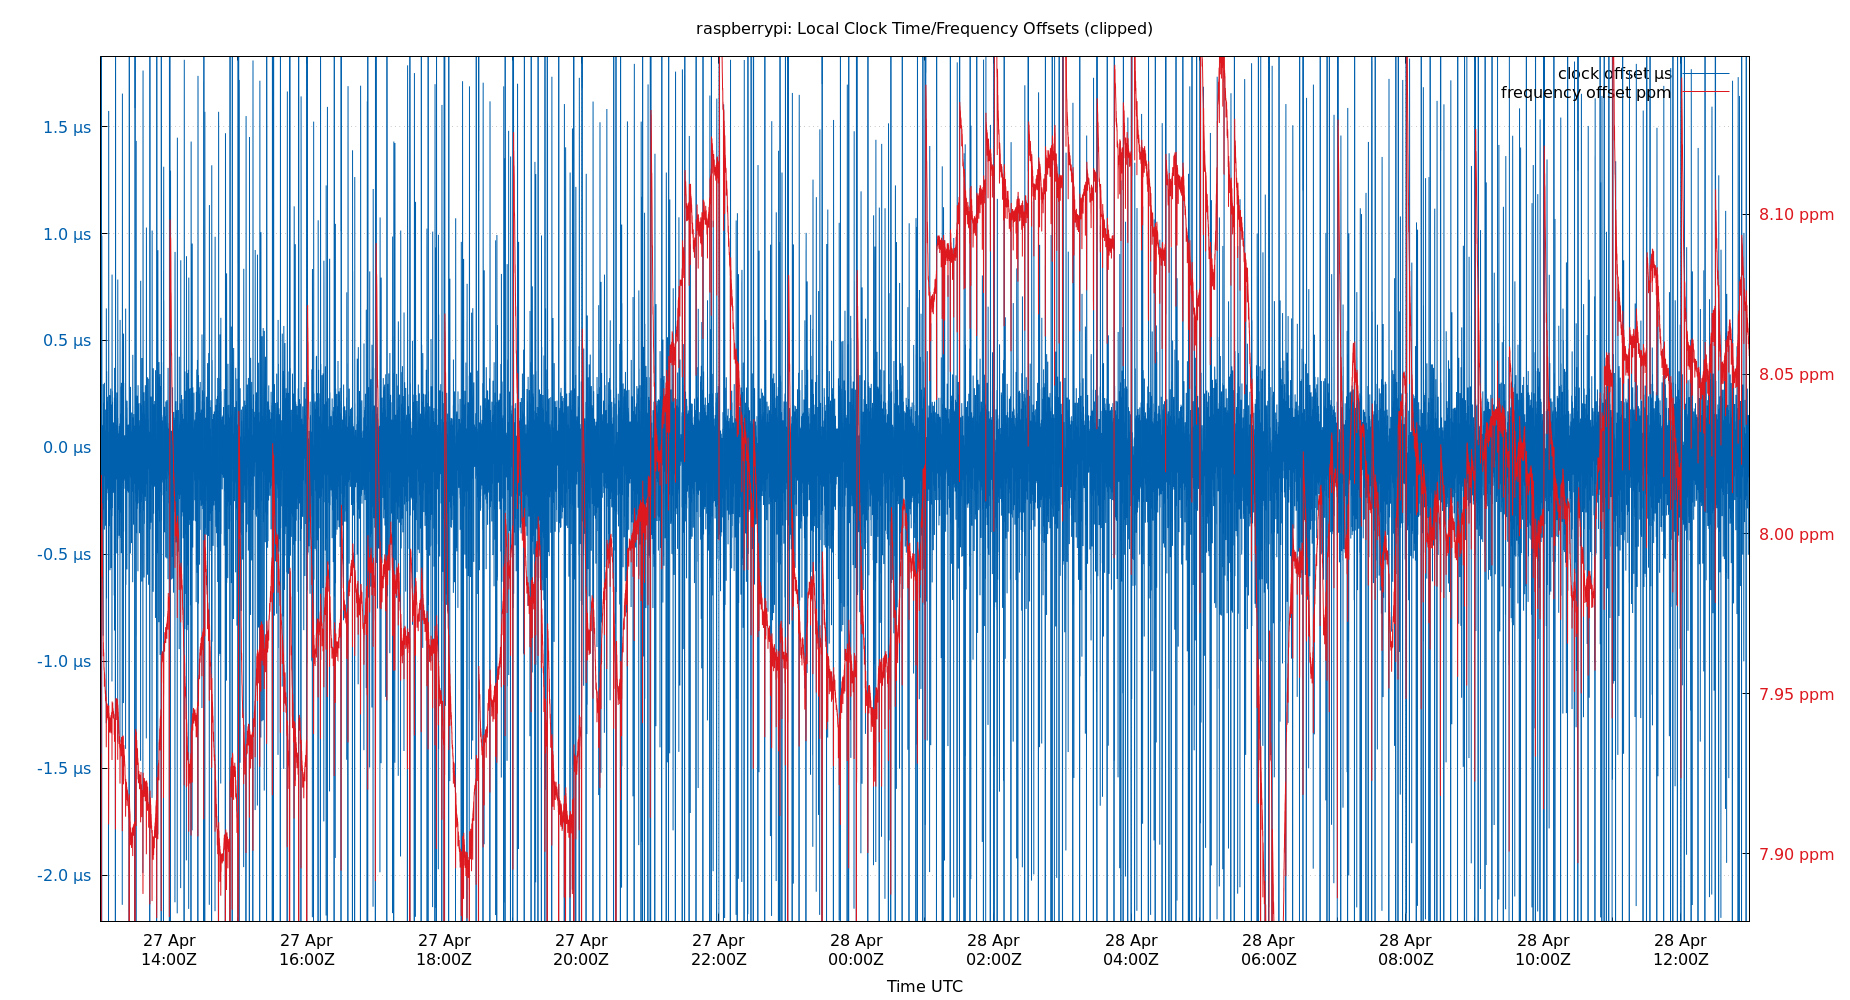 raspberrypi: Local Clock Time/Frequency Offsets (clipped)
clock offset µs
frequency offset ppm
1.5 µs
1.0 µs
0.5 µs
0.0 µs
-0.5 µs
-1.0 µs
-1.5 µs
-2.0 µs
8.10 ppm
8.05 ppm
8.00 ppm
7.95 ppm
7.90 ppm
27 Apr 27 Apr 27 Apr 27 Apr 27 Apr 28 Apr 28 Apr 28 Apr 28 Apr 28 Apr 28 Apr 28 Apr
14:00Z 16:00Z 18:00Z 20:00Z 22:00Z 00:00Z 02:00Z 04:00Z 06:00Z 08:00Z 10:00Z 12:00Z
Time UTC